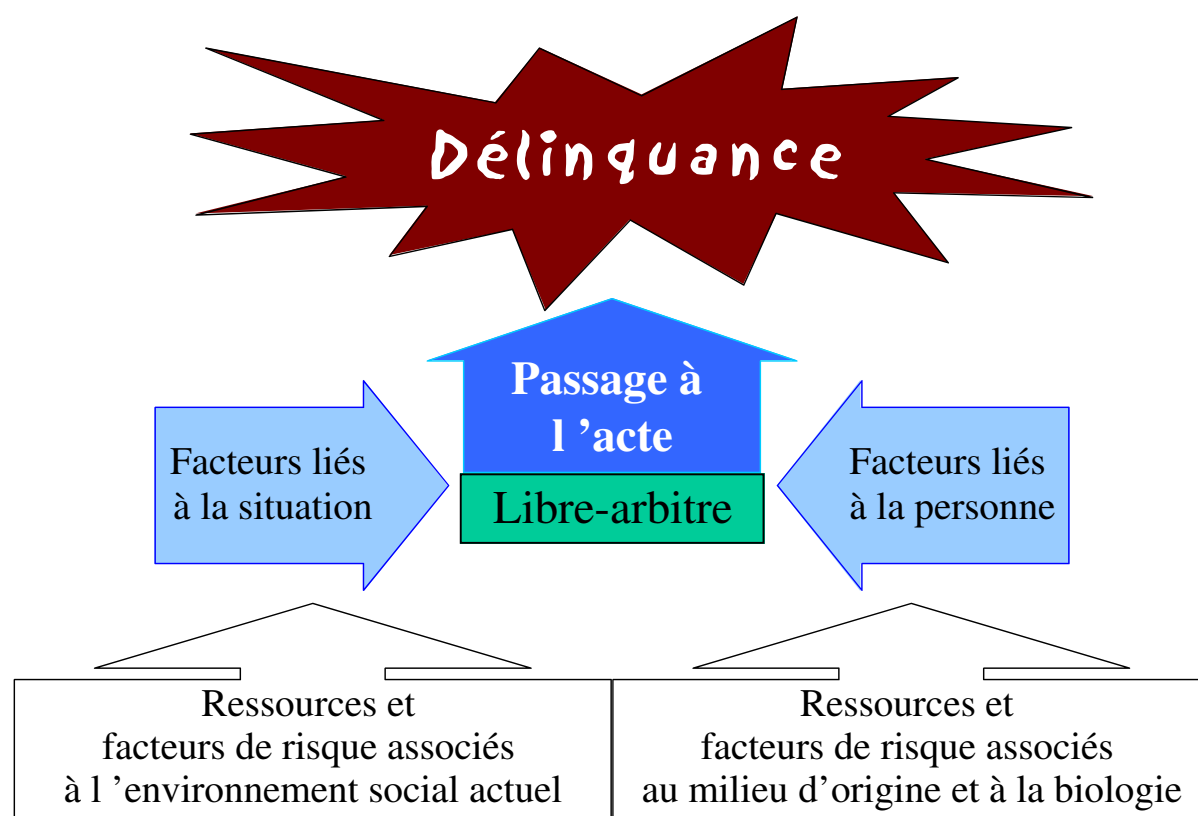 Délinquance
Passage à
l ’acte
Facteurs liés
à la situation
Libre-arbitre
Facteurs liés
à la personne
Ressources et
facteurs de risque associés
à l ’environnement social actuel
Ressources et
facteurs de risque associés
au milieu d’origine et à la biologie